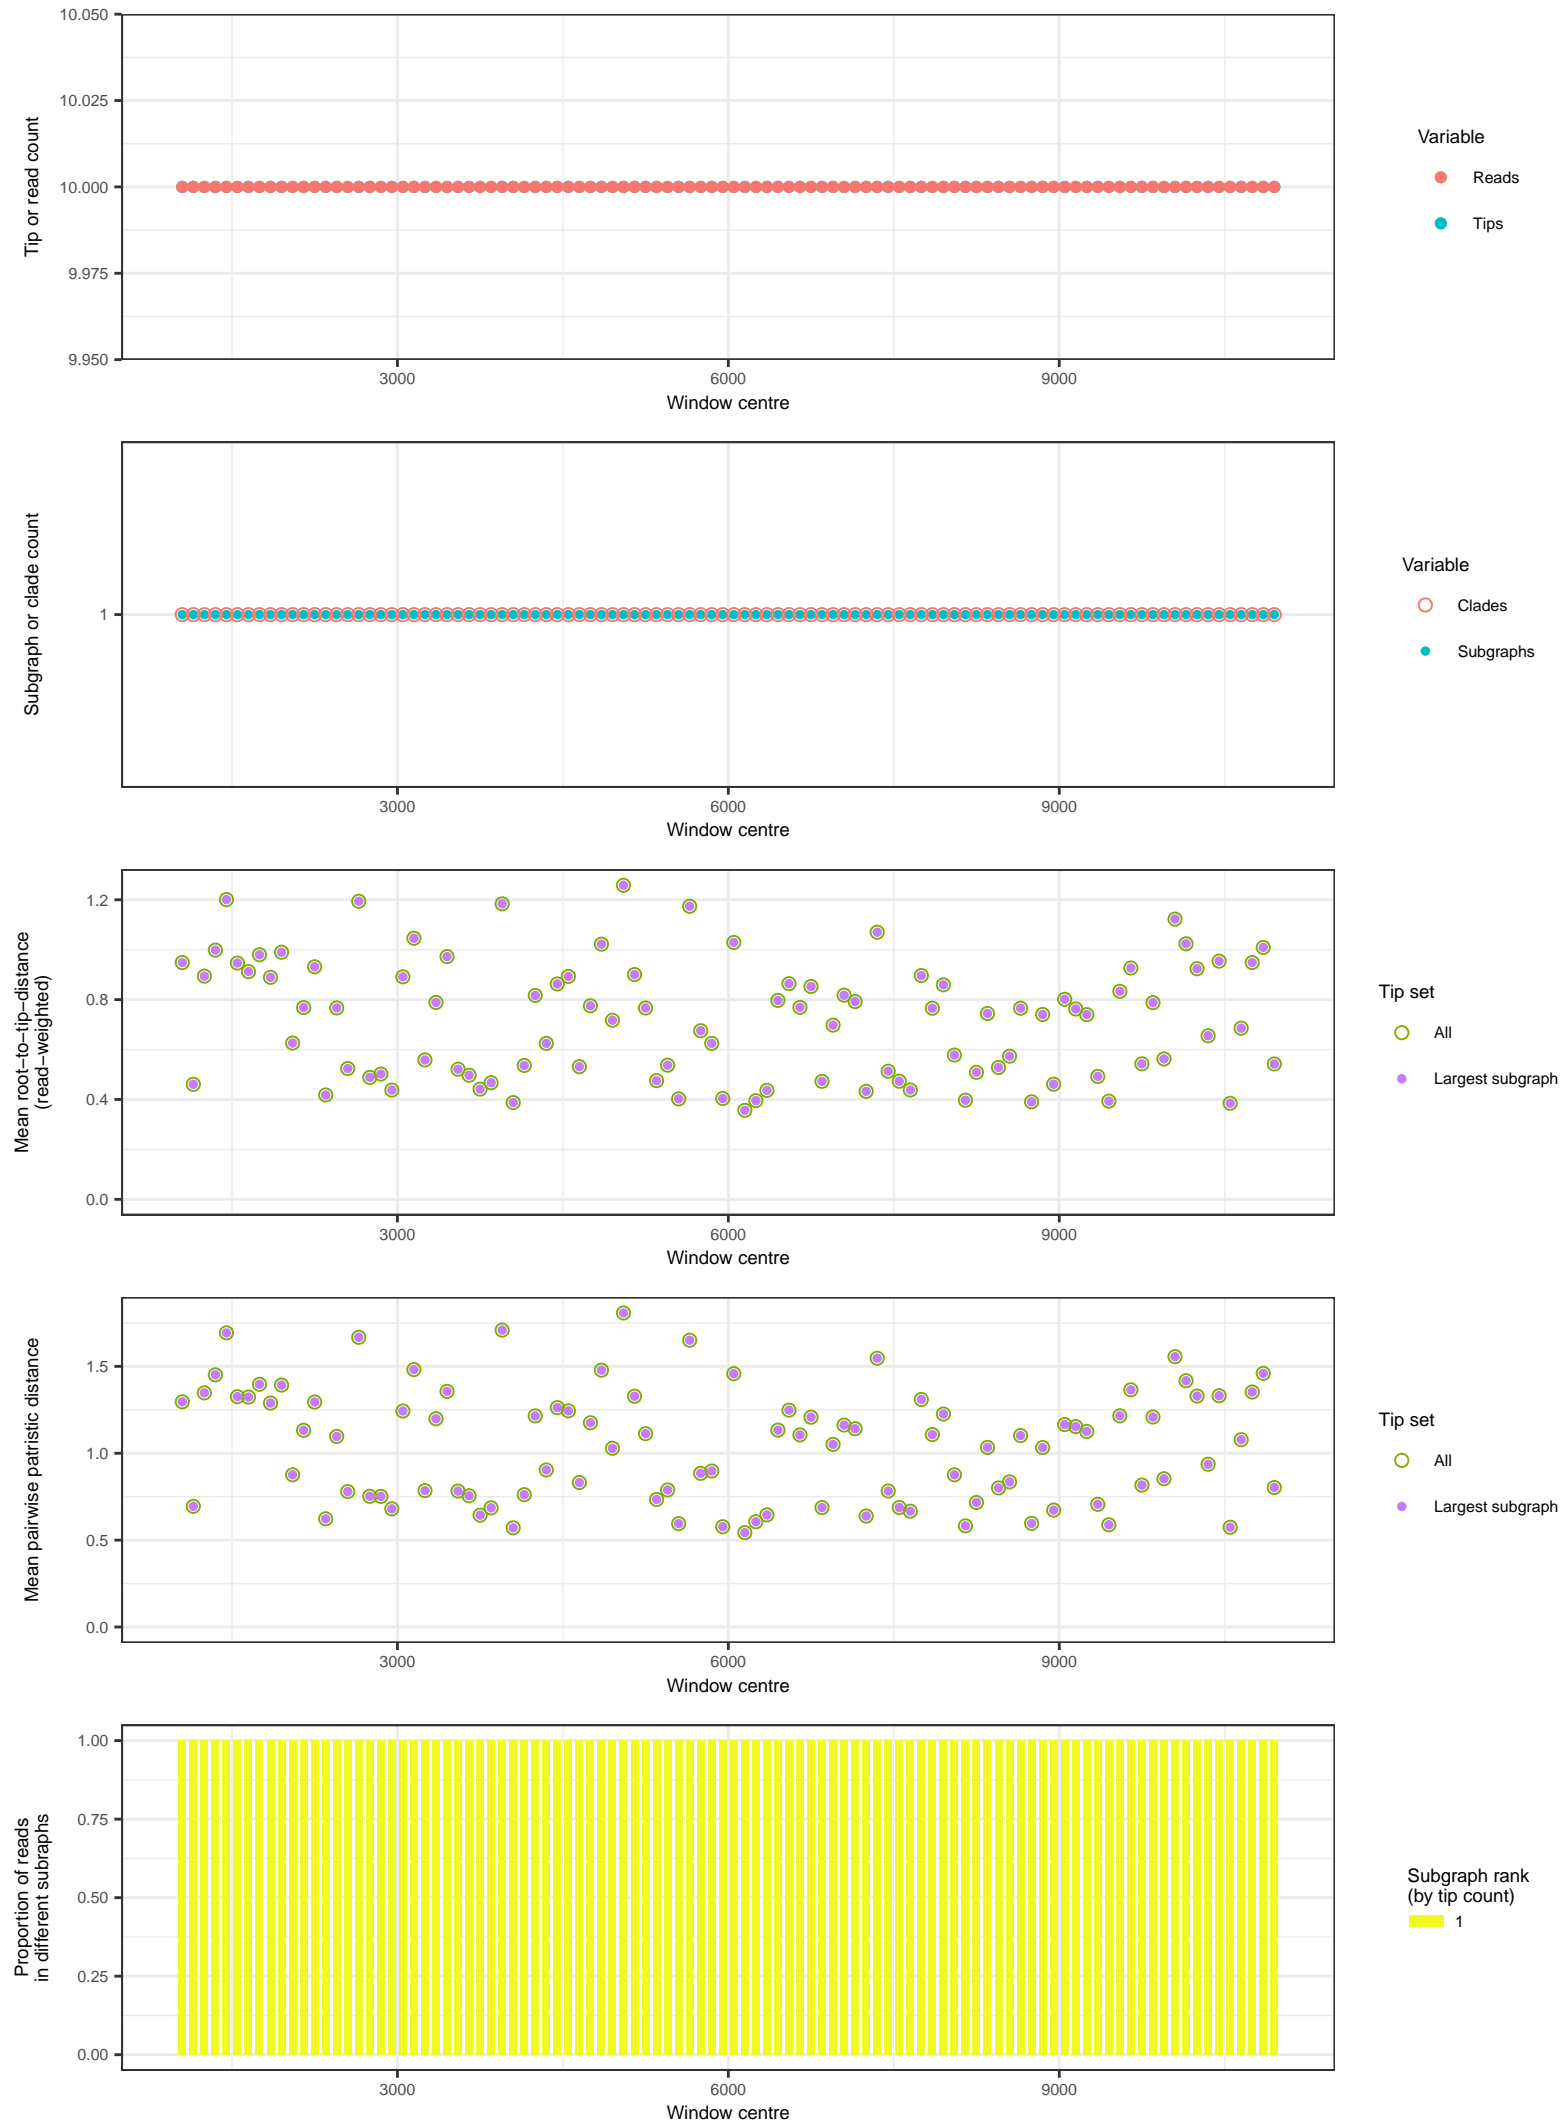 10.050
10.025
10.000
9.975
9.950
Tip or read count
3000 6000 9000
Window centre
Variable
Reads
Tips
1
Subgraph or clade count
3000 6000 9000
Window centre
Variable
Clades
Subgraphs
1.2
0.8
0.4
0.0
Mean root−to−tip−distance
(read−weighted)
3000 6000 9000
Window centre
Tip set
All
Largest subgraph
1.5
1.0
0.5
0.0
Mean pairwise patristic distance
3000 6000 9000
Window centre
Tip set
All
Largest subgraph
1.00
0.75
0.50
0.25
0.00
Proportion of reads
in different subraphs
3000 6000 9000
Window centre
Subgraph rank
(by tip count)
1